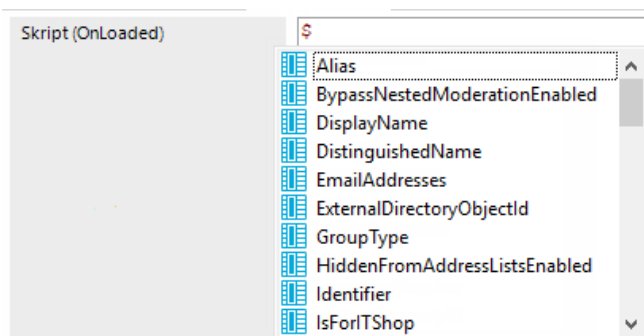 Skript (OnLoaded)
$
Alias
BypassNestedModerationEnabled
DisplayName
DistinguishedName
EmailAddresses
ExternalDirectoryObjectId
GroupType
HiddenFromAddressListsEnabled
Identifier
IsForITShop